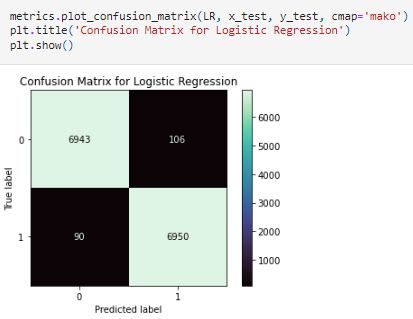 metrics.plot_confusion_matrix(LR, x_test, y_test, cmap='mako')
plt.title('Confusion Matrix for Logistic Regression')
plt.show()
Confusion Matrix for Logistic Regression
0
6943
106
1
90
6950
0
1
True label
Predicted label
6000
5000
4000
3000
2000
1000